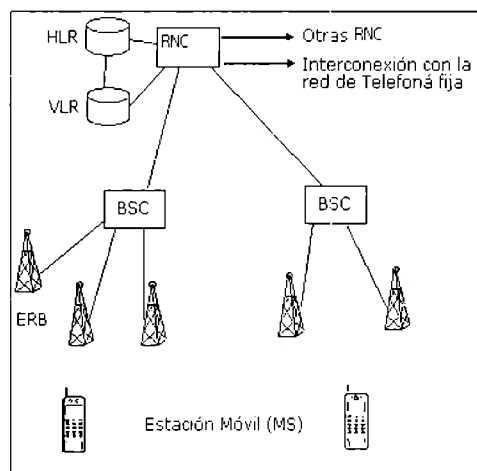 HLR
RNC
Otras RNC
Interconexión con la
red de Telefoná fija
VLR
BSC
BSC
ERB
Estación Móvil (MS)